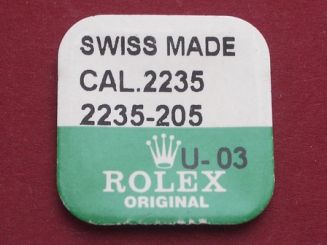 SWISS MADE
CAL.2235
2235-205
U-03
ROLEX
ORIGINAL